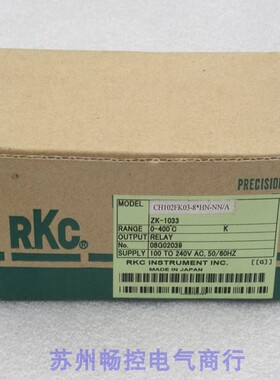 PRECISION
RKC®
MODEL CH102FK03-8*HN-NN/A
ZK-1033
RANGE 0-400℃ K
OUTPUT RELAY
No. 08G02039
SUPPLY 100 TO 240V AC, 50/60HZ
RKC INSTRUMENT INC. [[G]]
MADE IN JAPAN
苏州畅控电气商行